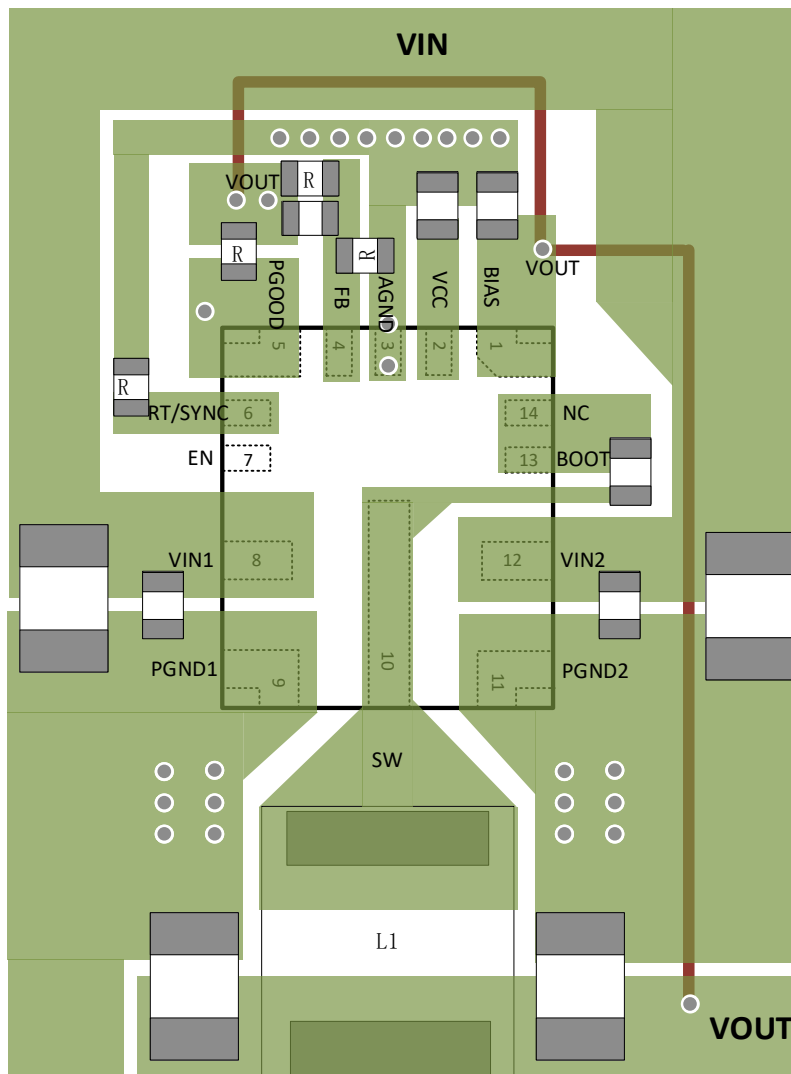 VIN
VOUT
R
R
R
VOUT
PGOOD
FB
AGND
VCC
BIAS
5
4
3
2
1
R
RT/SYNC
6
14
NC
EN
7
13
BOOT
VIN1
8
12
VIN2
PGND1
9
10
11
PGND2
SW
L1
VOUT